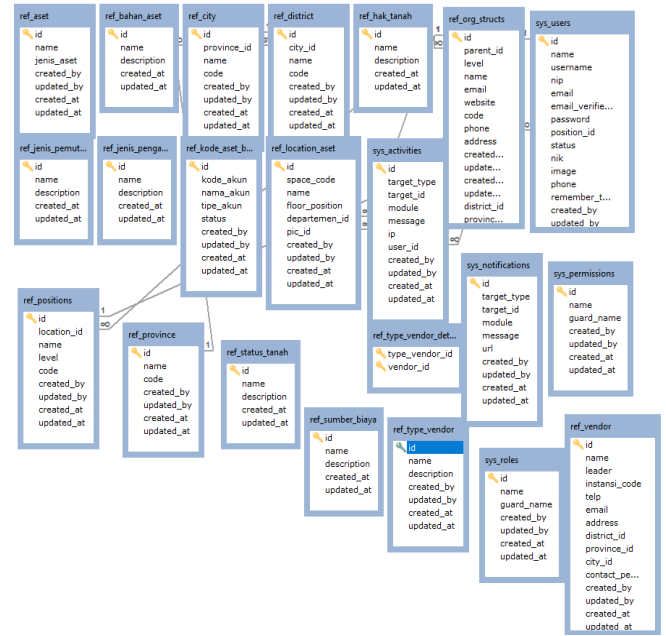 ref_aset
id
name
jenis_aset
created_by
updated_by
created_at
updated_at
ref_bahan_aset
id
name
description
created_at
updated_at
ref_city
id
province_id
name
code
created_by
updated_by
created_at
ref_district
id
city_id
name
code
created_by
updated_by
created_at
ref_hak_tanah
id
name
description
created_at
updated_at
ref_org_structs
id
parent_id
level
name
email
website
code
phone
address
created...
update...
created...
update...
district_id
provinc...
sys_users
id
name
username
nip
email
email_verifie...
password
position_id
status
nik
image
phone
remember_t...
created_by
updated_by
ref_jenis_pemut...
id
name
description
created_at
updated_at
ref_jenis_penga...
id
name
description
created_at
updated_at
ref_kode_aset_b...
id
kode_akun
nama_akun
tipe_akun
status
created_by
updated_by
created_at
updated_at
ref_location_aset
id
space_code
name
floor_position
departemen_id
pic_id
created_by
updated_by
created_at
updated_at
sys_activities
id
target_type
target_id
module
message
ip
user_id
created_by
updated_by
created_at
updated_at
sys_notifications
id
target_type
target_id
module
message
url
created_by
updated_by
created_at
updated_at
sys_permissions
id
name
guard_name
created_by
updated_by
created_at
updated_at
ref_positions
id
location_id
name
level
code
created_by
updated_by
created_at
updated_at
ref_province
id
name
code
created_by
updated_by
created_at
updated_at
ref_status_tanah
id
name
description
created_at
updated_at
ref_type_vendor_det...
type_vendor_id
vendor_id
ref_sumber_biaya
id
name
description
created_at
updated_at
ref_type_vendor
id
name
description
created_by
updated_by
created_at
updated_at
sys_roles
id
name
guard_name
created_by
updated_by
created_at
updated_at
ref_vendor
id
name
leader
instansi_code
telp
email
address
district_id
province_id
city_id
contact_pe...
created_by
updated_by
created_at
updated_at
1
1
1
1